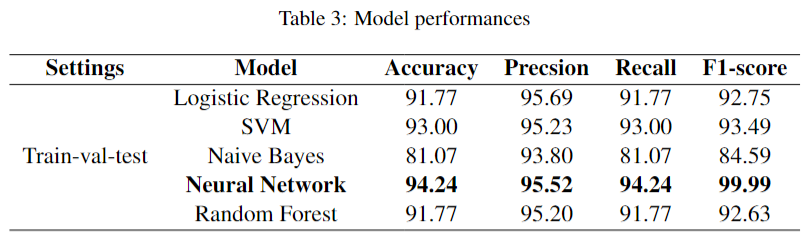 Table 3: Model performances
Settings Model Accuracy Precsion Recall F1-score
Logistic Regression 91.77 95.69 91.77 92.75
SVM 93.00 95.23 93.00 93.49
Train-val-test Naive Bayes 81.07 93.80 81.07 84.59
Neural Network 94.24 95.52 94.24 99.99
Random Forest 91.77 95.20 91.77 92.63